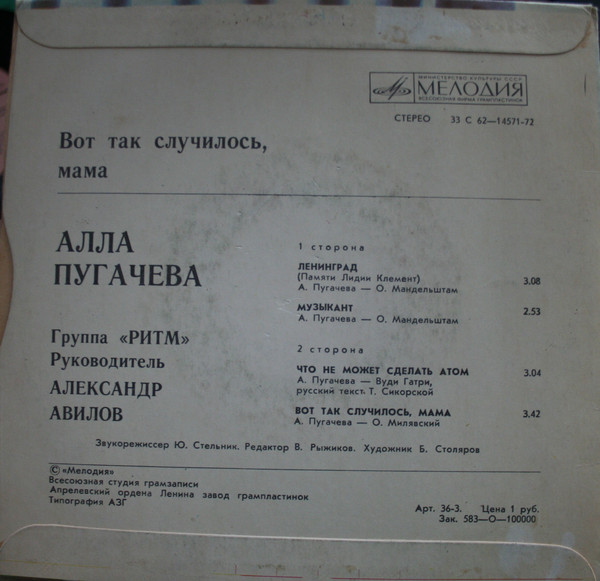 МИНИСТЕРСТВО КУЛЬТУРЫ СССР
МЕЛОДИЯ
ВСЕСОЮЗНАЯ ФИРМА ГРАМПЛАСТИНОК
СТЕРЕО 33 С 62—14571-72
Вот так случилось,
мама
АЛЛА
ПУГАЧЕВА
Группа «РИТМ»
Руководитель
АЛЕКСАНДР
АВИЛОВ
1 сторона
ЛЕНИНГРАД
(Памяти Лидии Клемент) 3.08
А. Пугачева — О. Мандельштам
МУЗЫКАНТ 2.53
А. Пугачева — О. Мандельштам
2 сторона
ЧТО НЕ МОЖЕТ СДЕЛАТЬ АТОМ 3.04
А. Пугачева — Вуди Гатри,
русский текст Т. Сикорской
ВОТ ТАК СЛУЧИЛОСЬ, МАМА 3.42
А. Пугачева — О. Милявский
Звукорежиссер Ю. Стельник. Редактор В. Рыжиков. Художник Б. Столяров
© «Мелодия»
Всесоюзная студия грамзаписи
Апрелевский ордена Ленина завод грампластинок
Типография АЗГ
Арт. 36-3. Цена 1 руб.
Зак. 583—О—100000